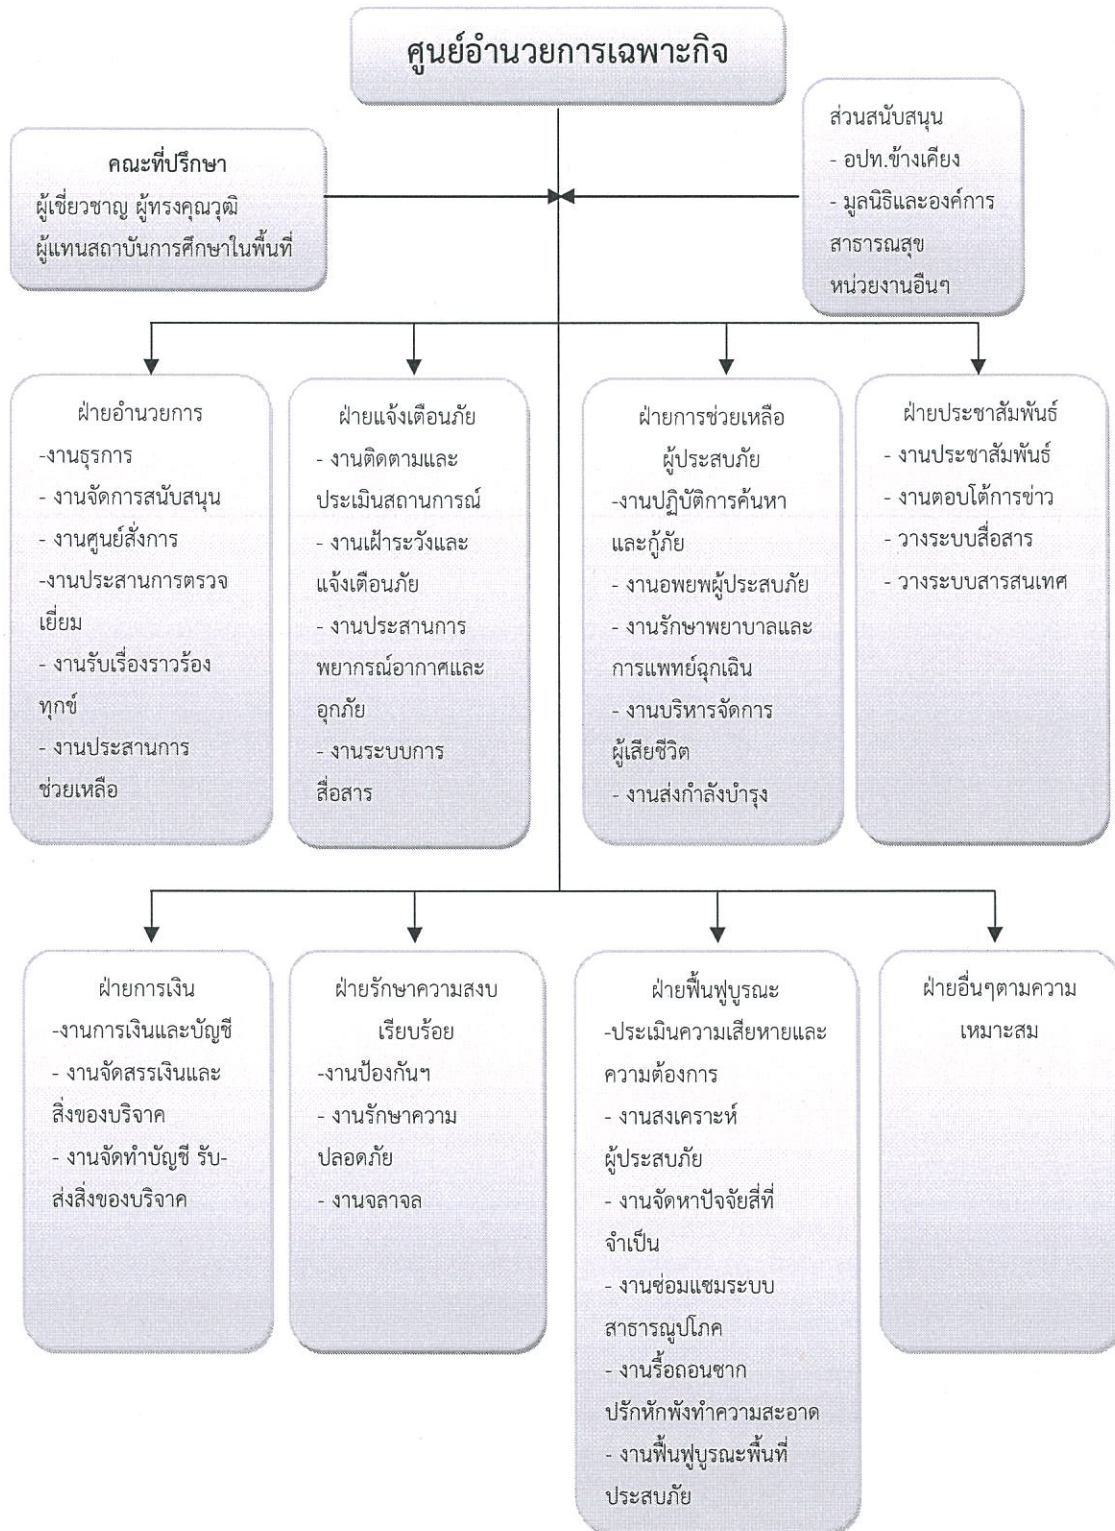 ศูนย์อำนวยการเฉพาะกิจ
คณะที่ปรึกษา
ผู้เชี่ยวชาญ ผู้ทรงคุณวุฒิ
ผู้แทนสถาบันการศึกษาในพื้นที่
ส่วนสนับสนุน
- อปท.ข้างเคียง
- มูลนิธิและองค์การ
สาธารณสุข
หน่วยงานอื่นๆ
ฝ่ายอำนวยการ
-งานธุรการ
- งานจัดการสนับสนุน
- งานศูนย์สั่งการ
-งานประสานการตรวจ
เยี่ยม
- งานรับเรื่องราวร้อง
ทุกข์
- งานประสานการ
ช่วยเหลือ
ฝ่ายแจ้งเตือนภัย
- งานติดตามและ
ประเมินสถานการณ์
- งานเฝ้าระวังและ
แจ้งเตือนภัย
- งานประสานการ
พยากรณ์อากาศและ
อุกภัย
- งานระบบการ
สื่อสาร
ฝ่ายการช่วยเหลือ
ผู้ประสบภัย
-งานปฏิบัติการค้นหา
และกู้ภัย
- งานอพยพผู้ประสบภัย
- งานรักษาพยาบาลและ
การแพทย์ฉุกเฉิน
- งานบริหารจัดการ
ผู้เสียชีวิต
- งานส่งกำลังบำรุง
ฝ่ายประชาสัมพันธ์
- งานประชาสัมพันธ์
- งานตอบโต้การข่าว
- วางระบบสื่อสาร
- วางระบบสารสนเทศ
ฝ่ายการเงิน
-งานการเงินและบัญชี
- งานจัดสรรเงินและ
สิ่งของบริจาค
- งานจัดทำบัญชี รับ-
ส่งสิ่งของบริจาค
ฝ่ายรักษาความสงบ
เรียบร้อย
-งานป้องกันฯ
- งานรักษาความ
ปลอดภัย
- งานจลาจล
ฝ่ายฟื้นฟูบูรณะ
-ประเมินความเสียหายและ
ความต้องการ
- งานสงเคราะห์
ผู้ประสบภัย
- งานจัดหาปัจจัยสี่ที่
จำเป็น
- งานซ่อมแซมระบบ
สาธารณูปโภค
- งานรื้อถอนซาก
ปรักหักพังทำความสะอาด
- งานฟื้นฟูบูรณะพื้นที่
ประสบภัย
ฝ่ายอื่นๆตามความ
เหมาะสม